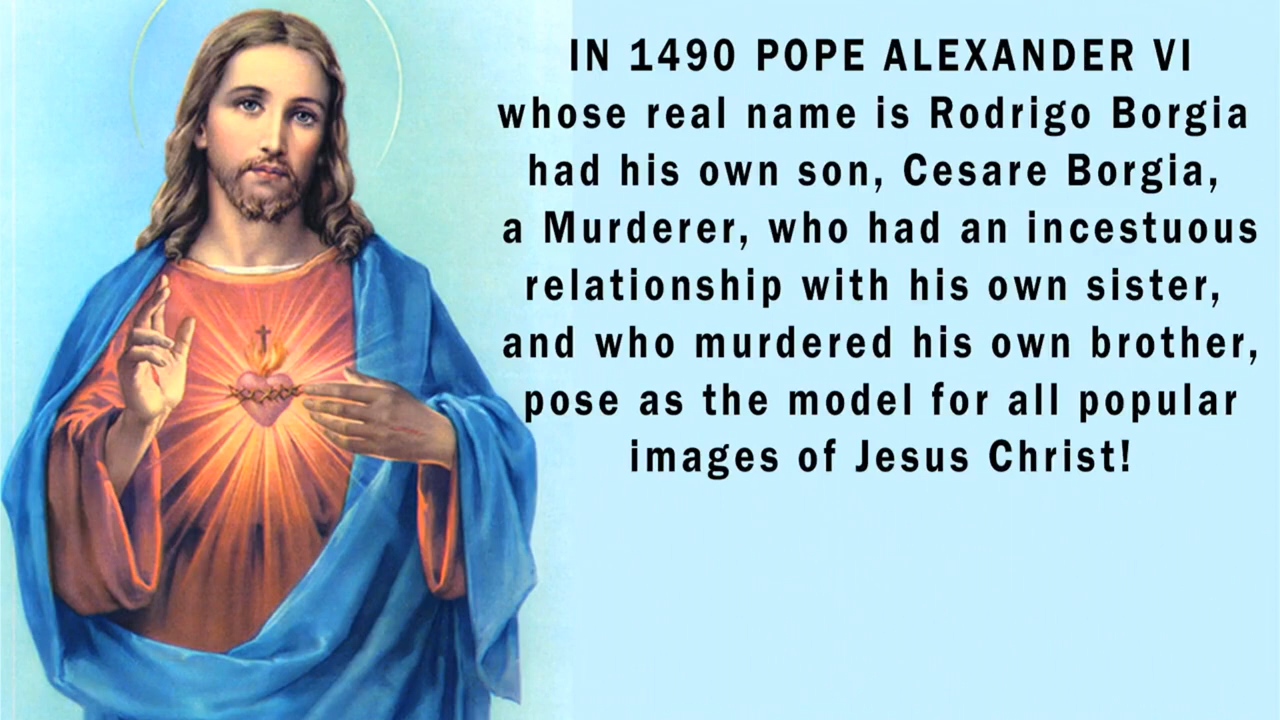 IN 1490 POPE ALEXANDER VI
whose real name is Rodrigo Borgia
had his own son, Cesare Borgia,
a Murderer, who had an incestuous
relationship with his own sister,
and who murdered his own brother,
pose as the model for all popular
images of Jesus Christ!